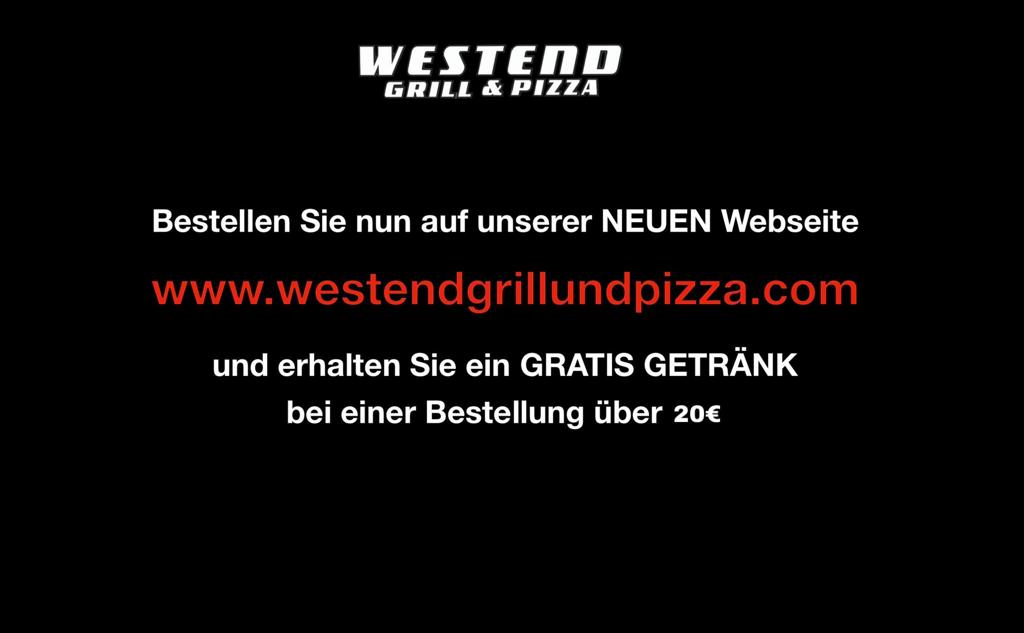 WESTEND
GRILL & PIZZA
Bestellen Sie nun auf unserer NEUEN Webseite
www.westendgrillundpizza.com
und erhalten Sie ein GRATIS GETRÄNK
bei einer Bestellung über 20€